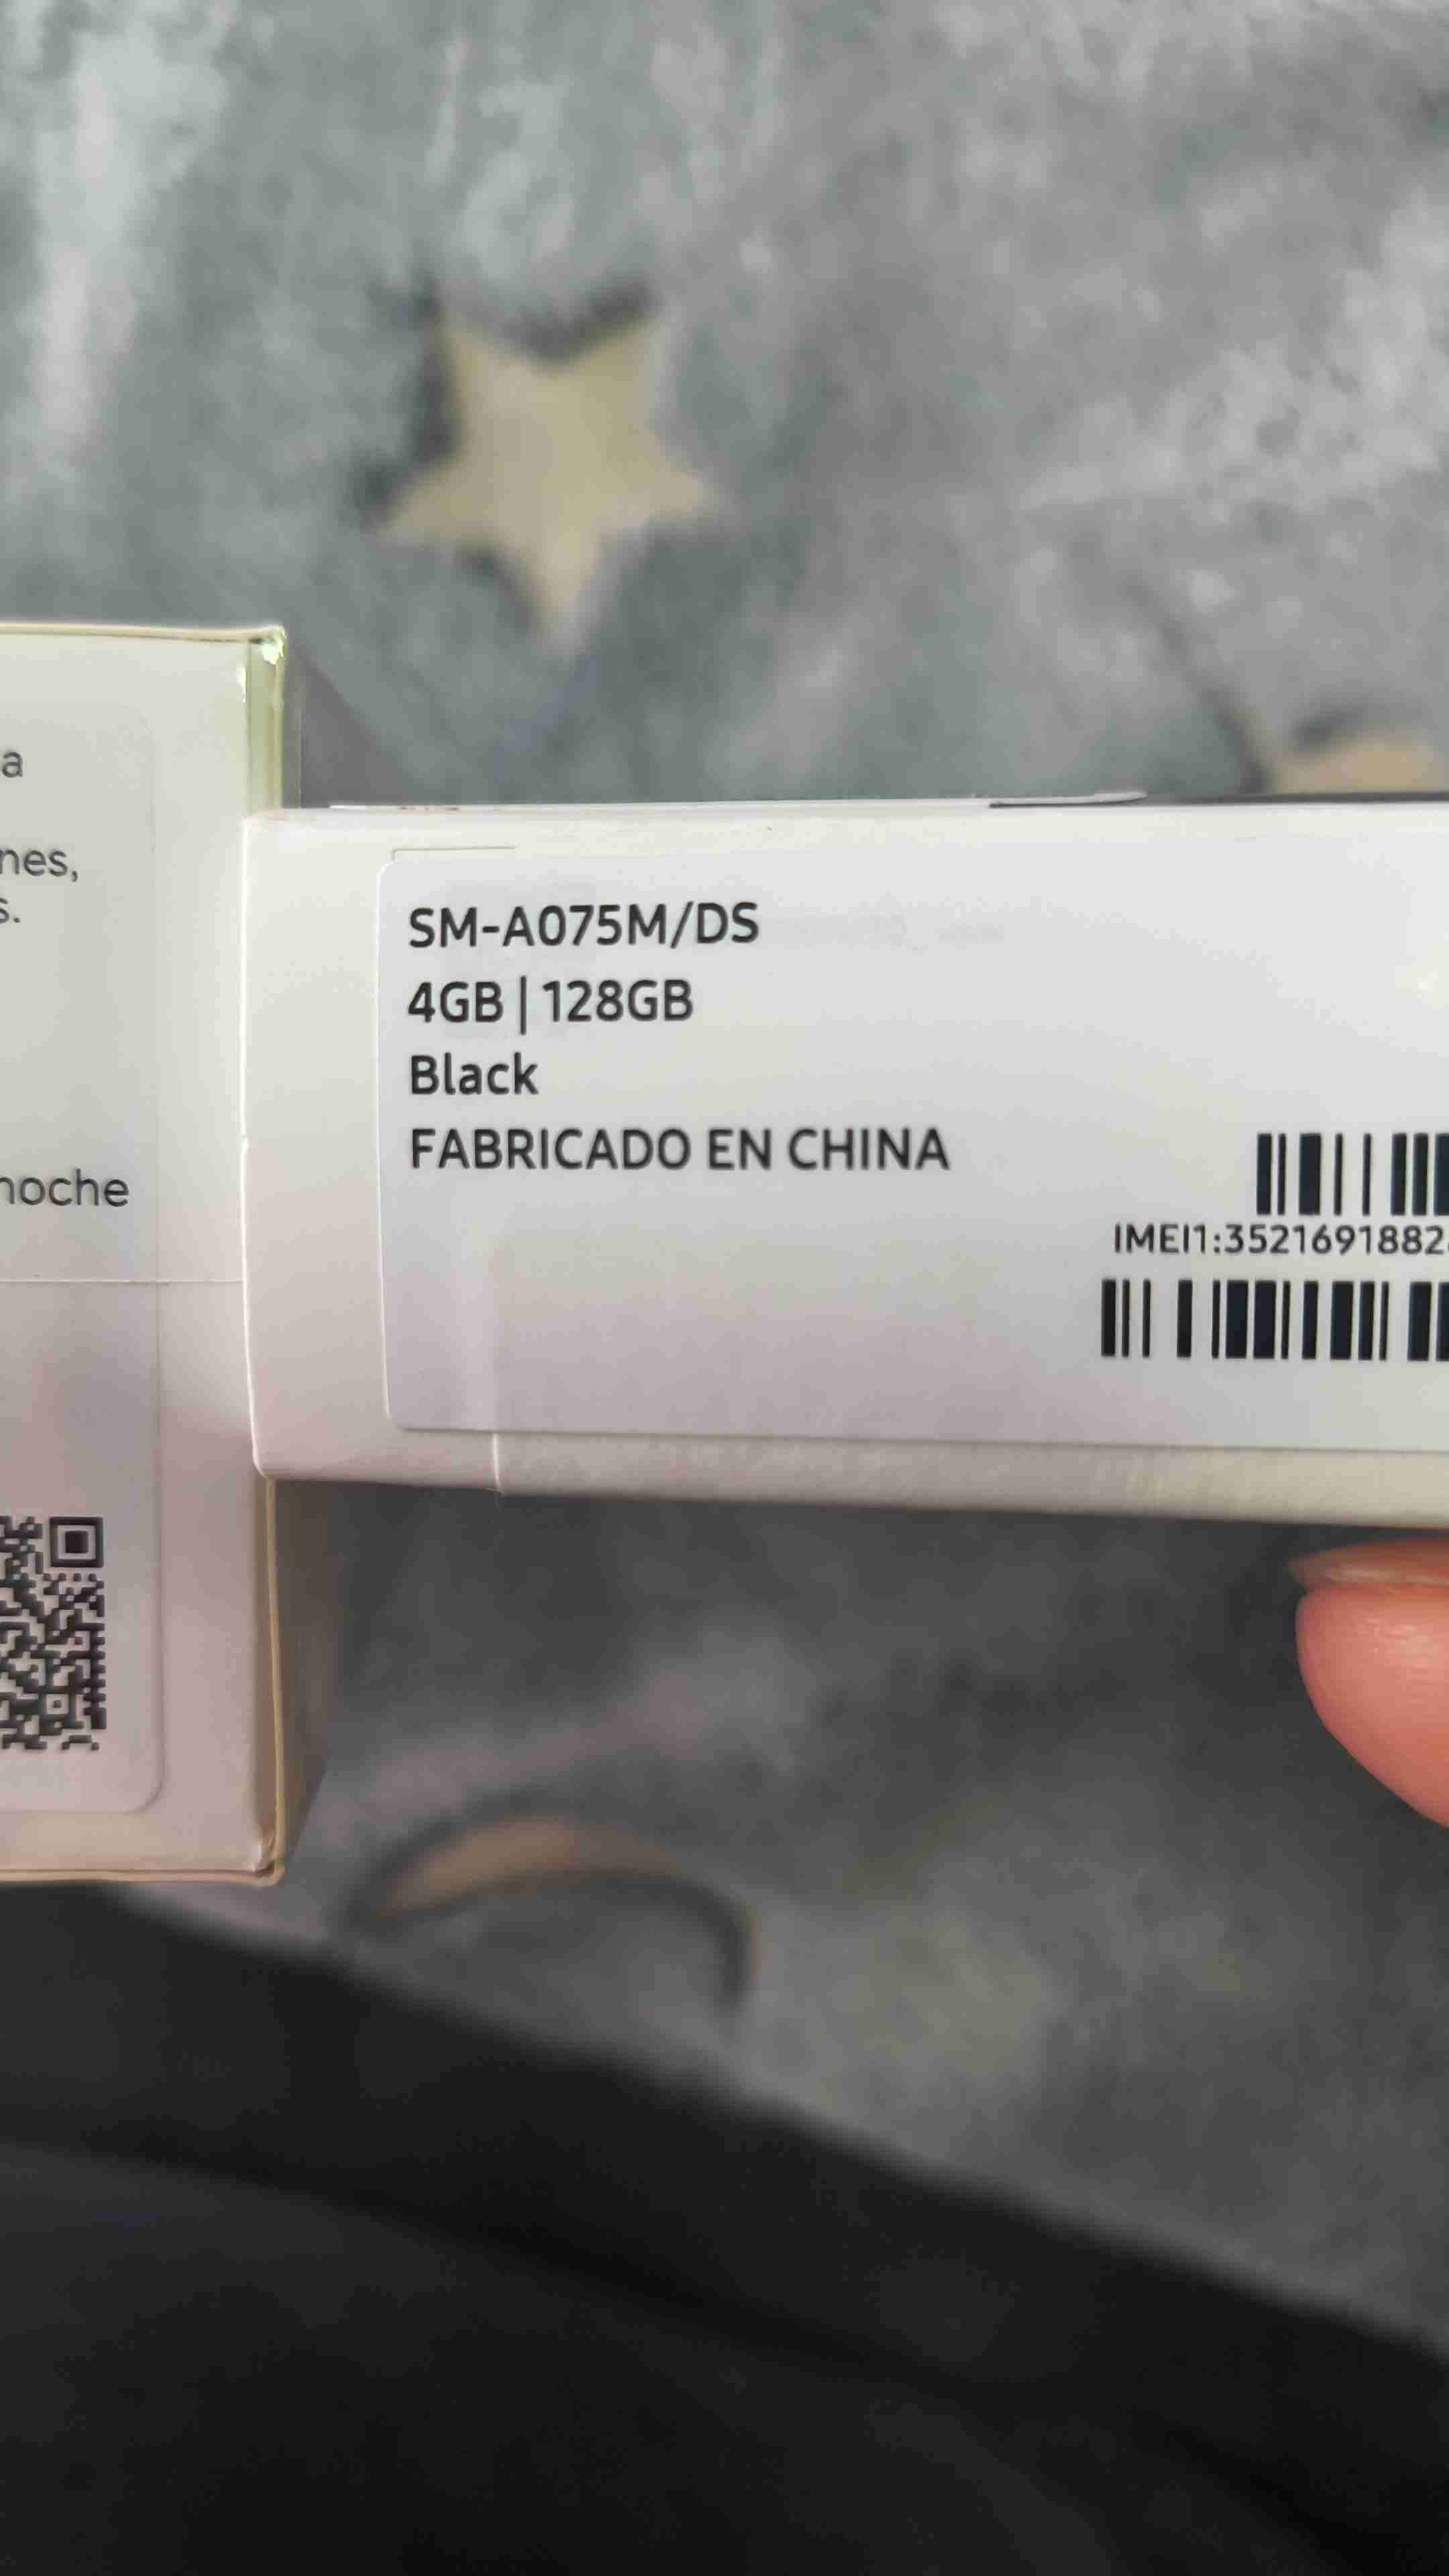 a
nes,
s.
noche
SM-A075M/DS
4GB | 128GB
Black
FABRICADO EN CHINA
IMEI1:3521691882